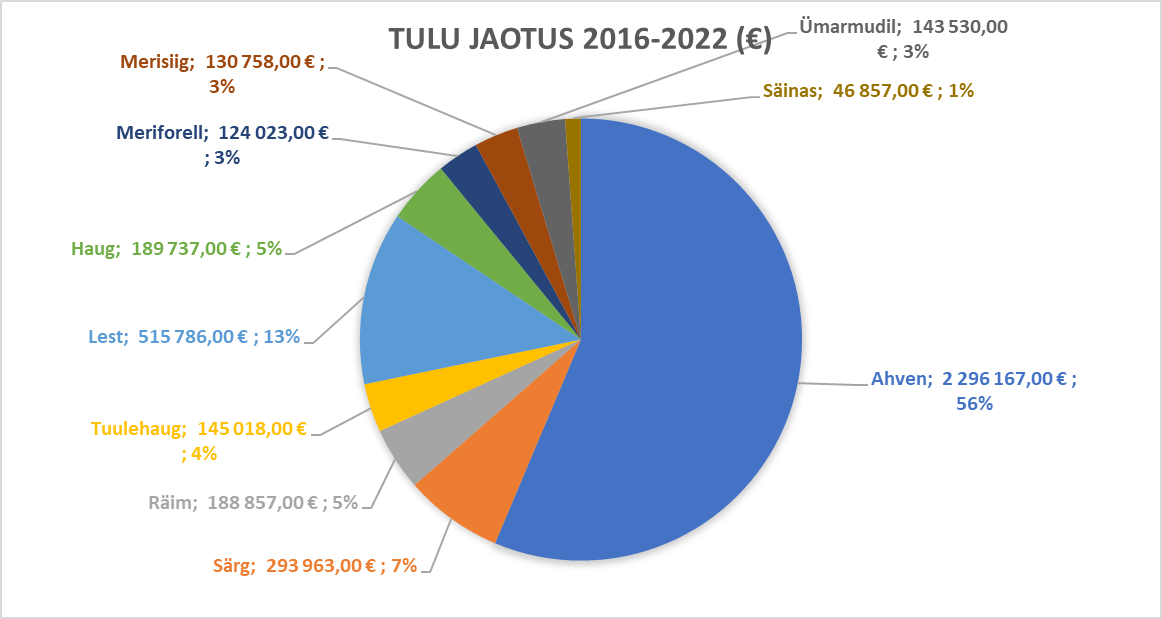 TULU JAOTUS 2016-2022 (€)
Ümarmudil; 143 530,00
€ ; 3%
Säinas; 46 857,00 € ; 1%
Merisiig; 130 758,00 € ;
3%
Meriforell; 124 023,00 €
; 3%
Haug; 189 737,00 € ; 5%
Lest; 515 786,00 € ; 13%
Ahven; 2 296 167,00 € ;
56%
Tuulehaug; 145 018,00 €
; 4%
Räim; 188 857,00 € ; 5%
Särg; 293 963,00 € ; 7%